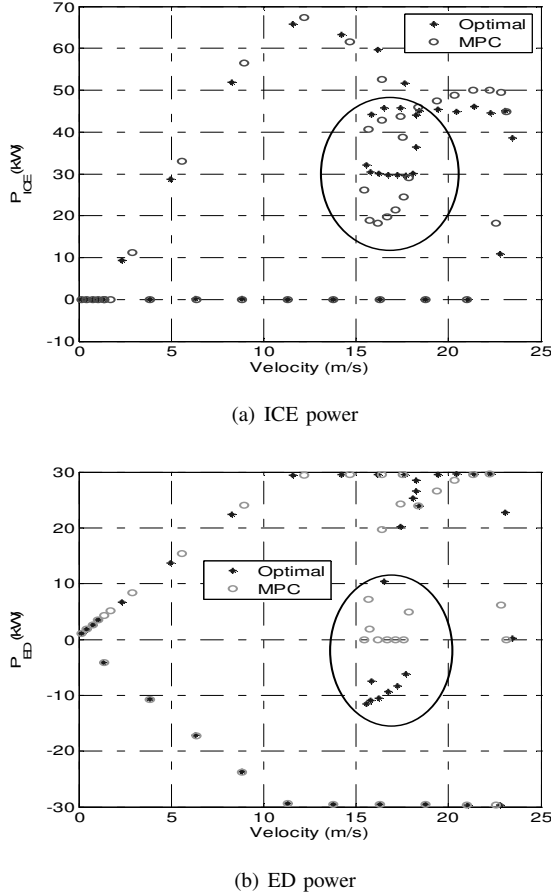 70
60
50
40
30
20
10
0
-10
P_ICE (kW)
Optimal
MPC
0 5 10 15 20 25
Velocity (m/s)
(a) ICE power
30
20
10
0
-10
-20
-30
P_ED (kW)
Optimal
MPC
0 5 10 15 20 25
Velocity (m/s)
(b) ED power